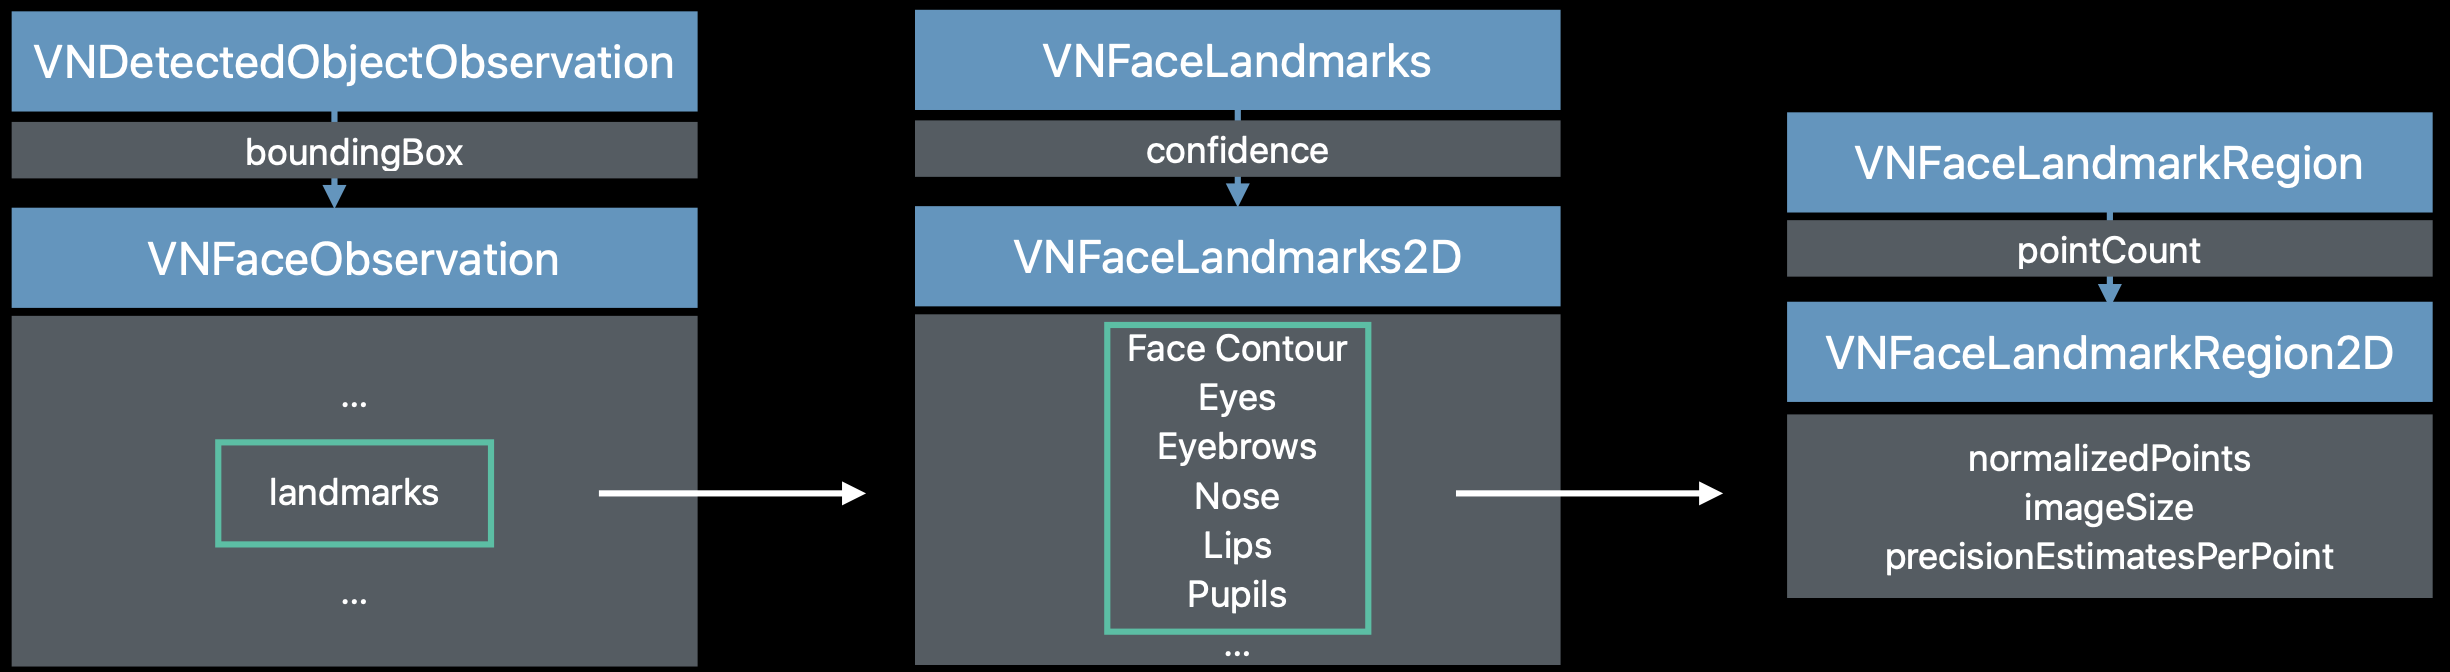 VNDetectedObjectObservation
boundingBox
VNFaceObservation
...
landmarks
...
VNFaceLandmarks
confidence
VNFaceLandmarks2D
Face Contour
Eyes
Eyebrows
Nose
Lips
Pupils
...
VNFaceLandmarkRegion
pointCount
VNFaceLandmarkRegion2D
normalizedPoints
imageSize
precisionEstimatesPerPoint